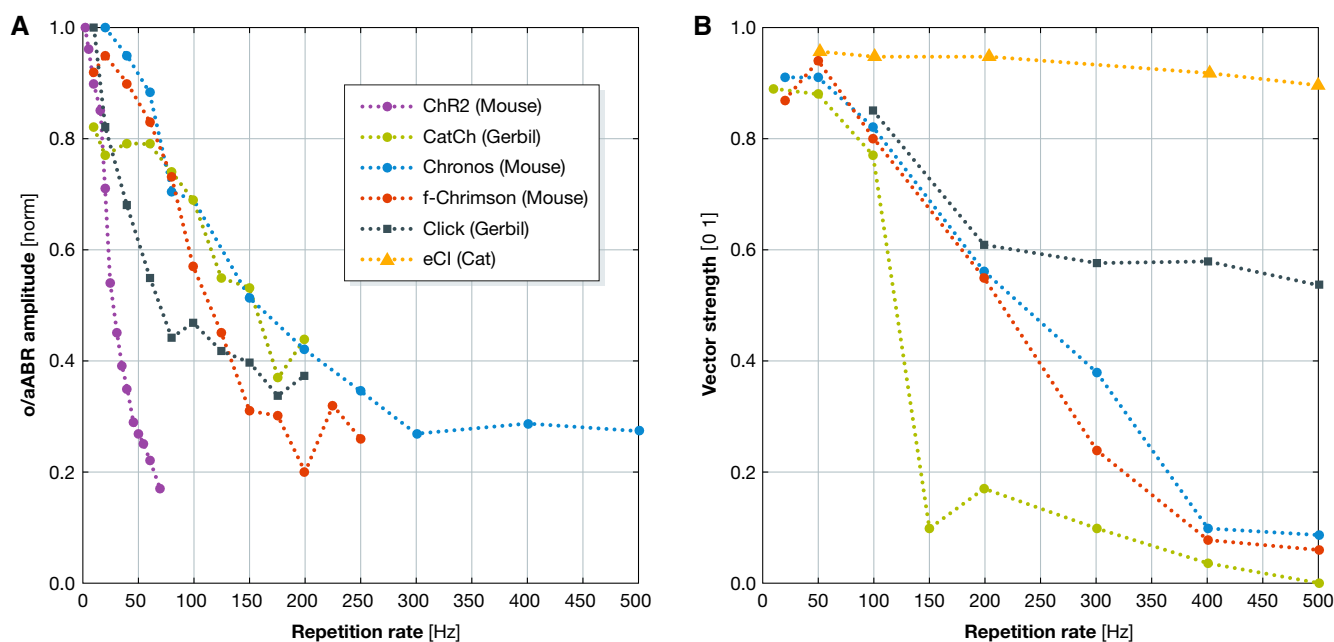 A
o/aABR amplitude [norm]
1.0
0.8
0.6
0.4
0.2
0.0
0 50 100 150 200 250 300 350 400 450 500
Repetition rate [Hz]
ChR2 (Mouse)
CatCh (Gerbil)
Chronos (Mouse)
f-Chrimson (Mouse)
Click (Gerbil)
eCI (Cat)
B
Vector strength [0 1]
1.0
0.8
0.6
0.4
0.2
0.0
0 50 100 150 200 250 300 350 400 450 500
Repetition rate [Hz]